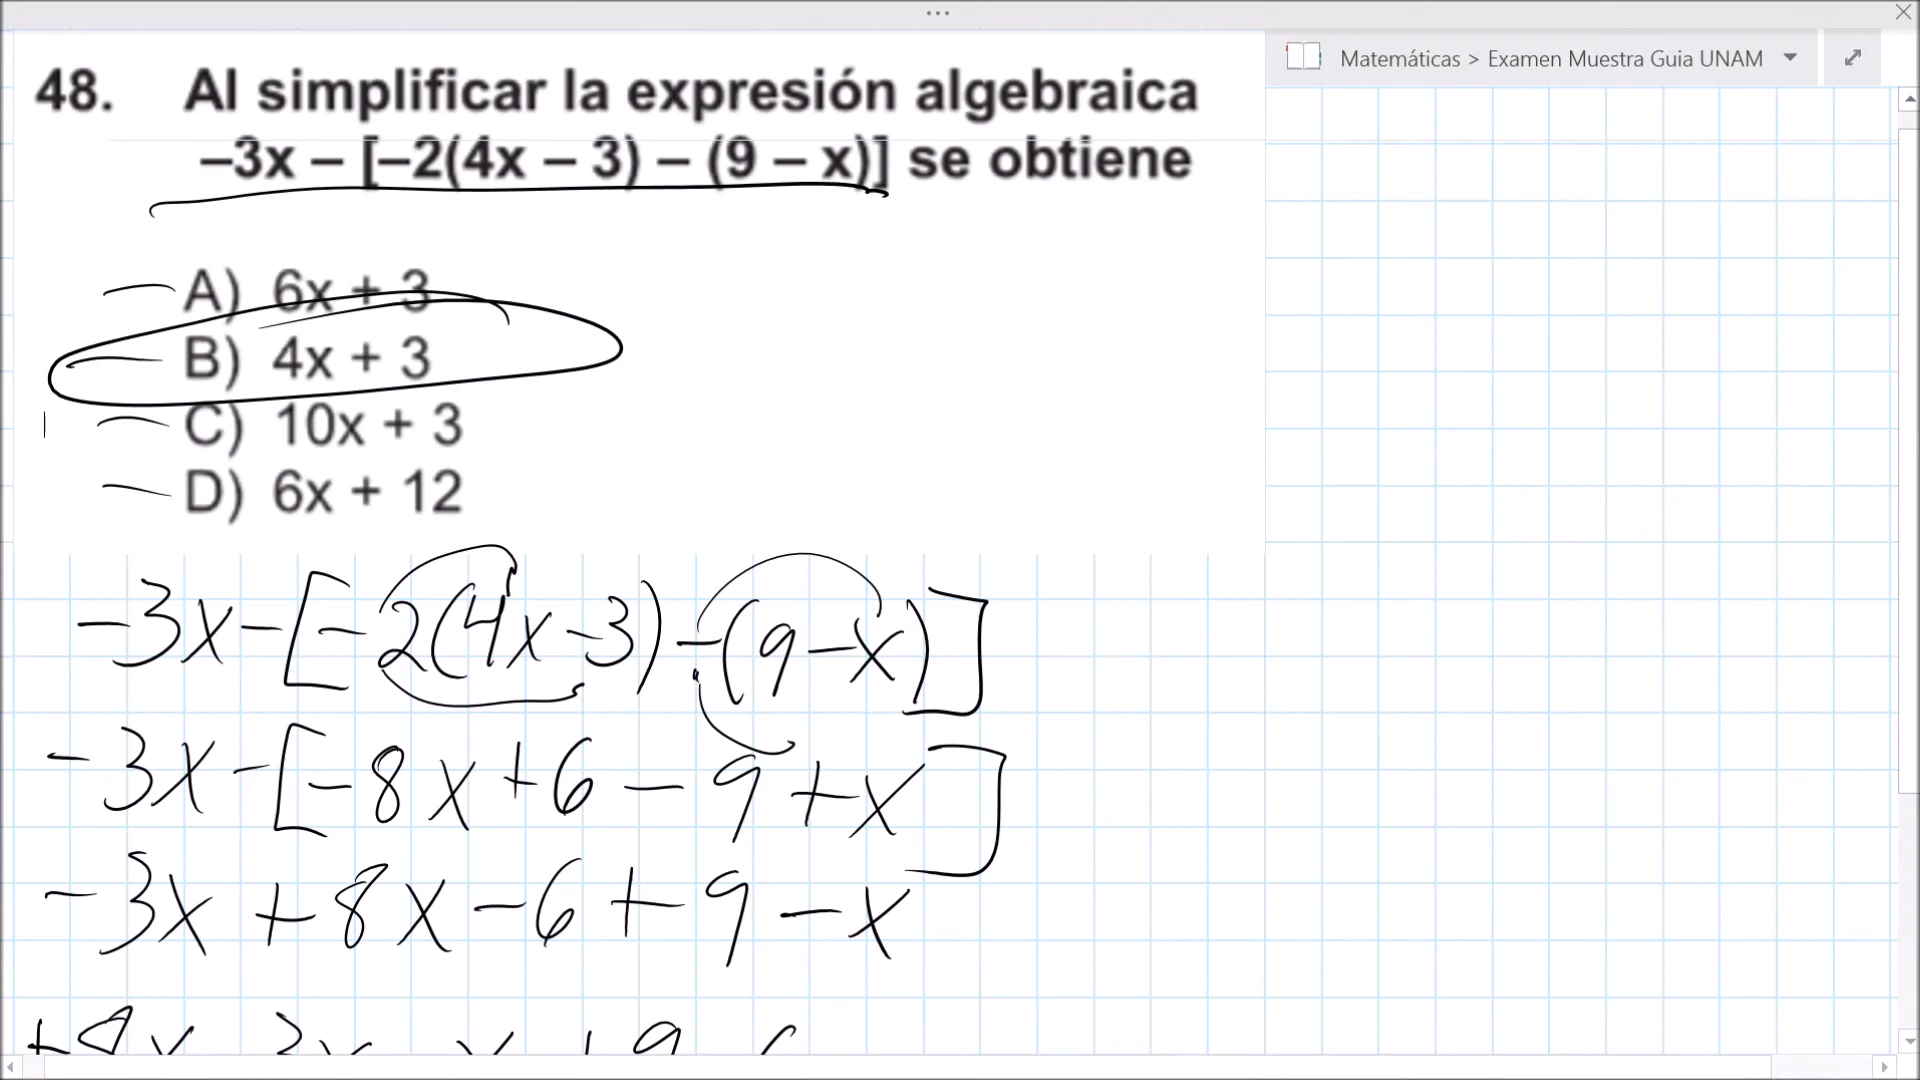 Matemáticas > Examen Muestra Guia UNAM
48. Al simplificar la expresión algebraica
–3x – [–2(4x – 3) – (9 – x)] se obtiene
A) 6x + 3
B) 4x + 3
C) 10x + 3
D) 6x + 12
-3x-[-2(4x-3)-(9-x)]
-3x-[-8x+6-9+x]
-3x+8x-6+9-x